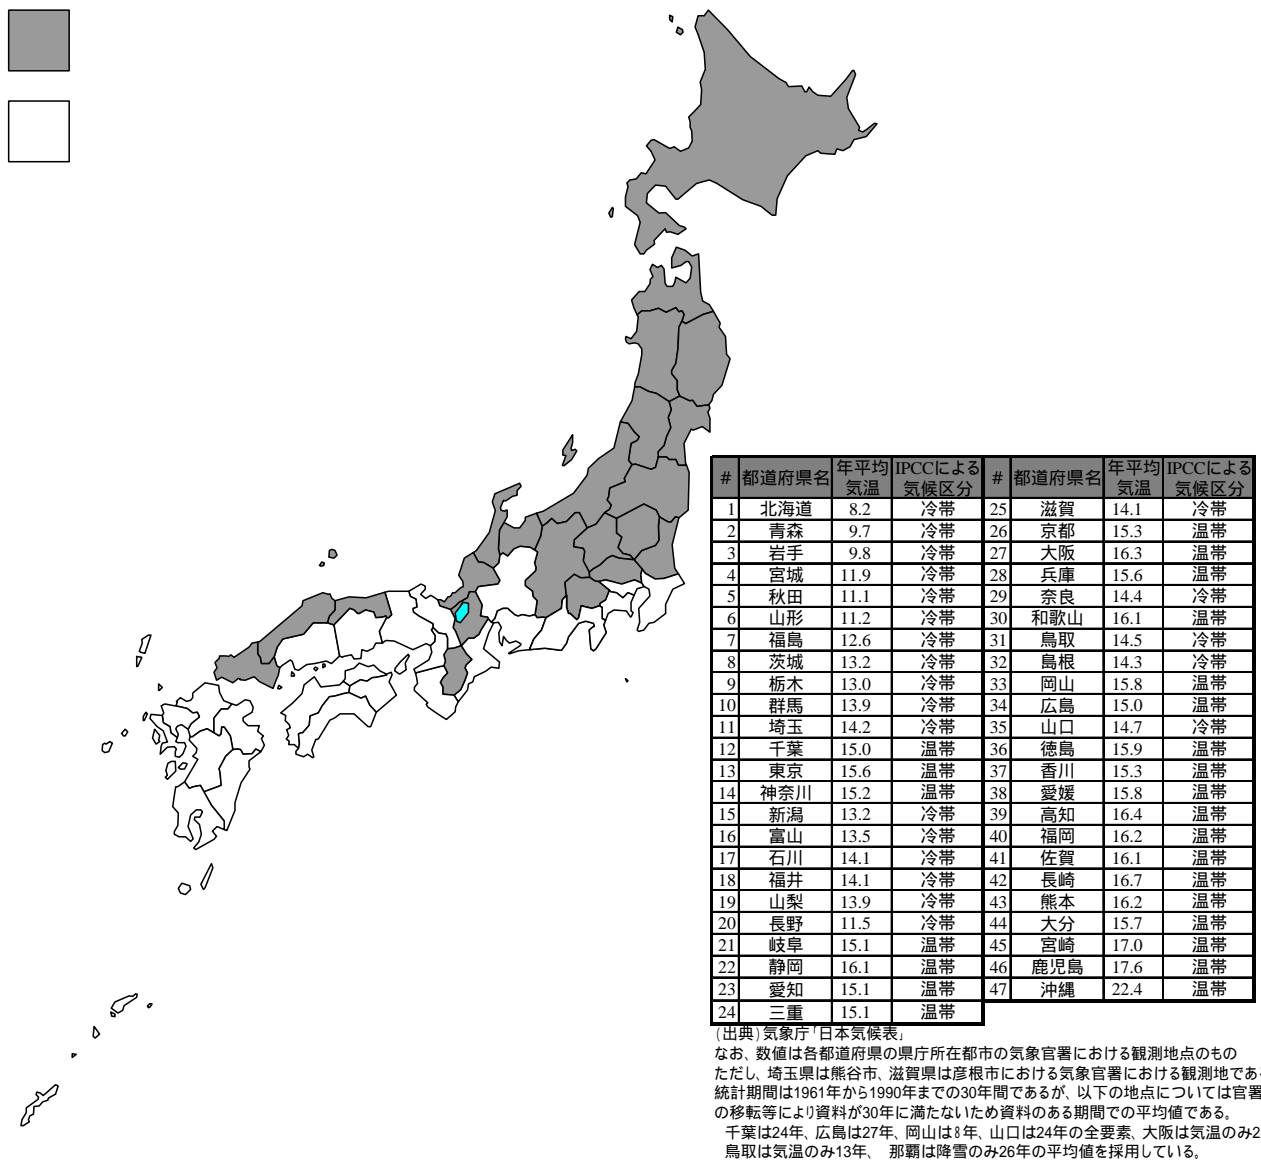 # 都道府県名 年平均気温 IPCCによる気候区分 # 都道府県名 年平均気温 IPCCによる気候区分
1 北海道 8.2 冷帯 25 滋賀 14.1 冷帯
2 青森 9.7 冷帯 26 京都 15.3 温帯
3 岩手 9.8 冷帯 27 大阪 16.3 温帯
4 宮城 11.9 冷帯 28 兵庫 15.6 温帯
5 秋田 11.1 冷帯 29 奈良 14.4 冷帯
6 山形 11.2 冷帯 30 和歌山 16.1 温帯
7 福島 12.6 冷帯 31 鳥取 14.5 冷帯
8 茨城 13.2 冷帯 32 島根 14.3 冷帯
9 栃木 13.0 冷帯 33 岡山 15.8 温帯
10 群馬 13.9 冷帯 34 広島 15.0 温帯
11 埼玉 14.2 冷帯 35 山口 14.7 冷帯
12 千葉 15.0 温帯 36 徳島 15.9 温帯
13 東京 15.6 温帯 37 香川 15.3 温帯
14 神奈川 15.2 温帯 38 愛媛 15.8 温帯
15 新潟 13.2 冷帯 39 高知 16.4 温帯
16 富山 13.5 冷帯 40 福岡 16.2 温帯
17 石川 14.1 冷帯 41 佐賀 16.1 温帯
18 福井 14.1 冷帯 42 長崎 16.7 温帯
19 山梨 13.9 冷帯 43 熊本 16.2 温帯
20 長野 11.5 冷帯 44 大分 15.7 温帯
21 岐阜 15.1 温帯 45 宮崎 17.0 温帯
22 静岡 16.1 温帯 46 鹿児島 17.6 温帯
23 愛知 15.1 温帯 47 沖縄 22.4 温帯
24 三重 15.1 温帯
(出典)気象庁「日本気候表」
なお、数値は各都道府県の県庁所在都市の気象官署における観測地点のもの
ただし、埼玉県は熊谷市、滋賀県は彦根市における気象官署における観測地であ
統計期間は1961年から1990年までの30年間であるが、以下の地点については官署
の移転等により資料が30年に満たないため資料のある期間での平均値である。
千葉は24年、広島は27年、岡山は8年、山口は24年の全要素、大阪は気温のみ2
鳥取は気温のみ13年、 那覇は降雪のみ26年の平均値を採用している。